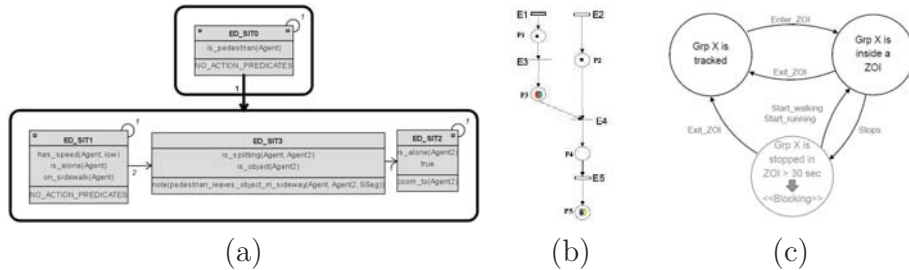 1
ED_SIT0
is_pedestrian(Agent)
NO_ACTION_PREDICATES
1
ED_SIT1
has_speed(Agent, low)
is_alone(Agent)
on_sidewalk(Agent)
NO_ACTION_PREDICATES
2
ED_SIT3
is_splitting(Agent, Agent2)
is_object(Agent2)
note(pedestrian_leaves_object_in_sideway(Agent, Agent2, SSeg))
1
ED_SIT2
is_alone(Agent2)
true
zoom_to(Agent2)
(a)
E1
E2
P1
P2
E3
P3
E4
P4
E5
P5
(b)
Grp X is
tracked
Enter_ZOI
Exit_ZOI
Grp X is
inside a
ZOI
Start_walking
Start_running
Stops
Exit_ZOI
Grp X is
stopped in
ZOI > 30 sec
<<Blocking>>
(c)